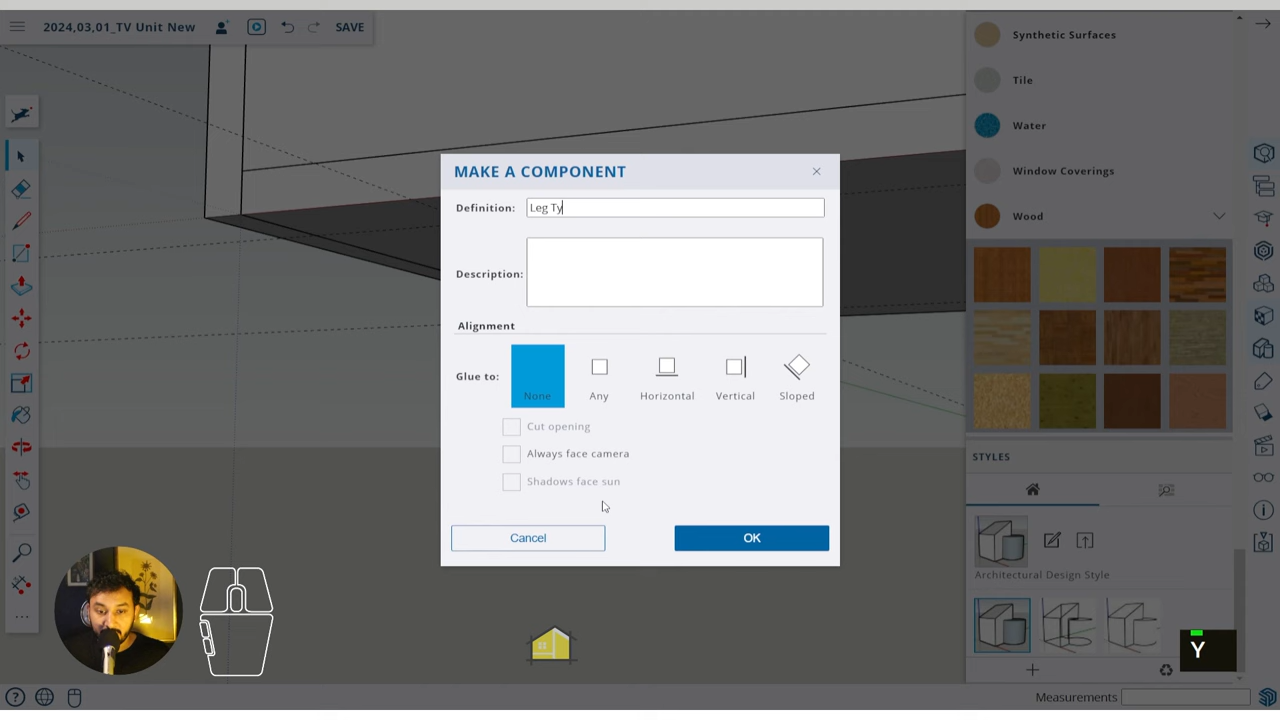 2024,03,01_TV Unit New
SAVE
Synthetic Surfaces
Tile
Water
Window Coverings
Wood
MAKE A COMPONENT
Definition:
Leg Ty
Description:
Alignment
Glue to:
None
Any
Horizontal
Vertical
Sloped
Cut opening
Always face camera
Shadows face sun
Cancel
OK
STYLES
Architectural Design Style
Y
Measurements